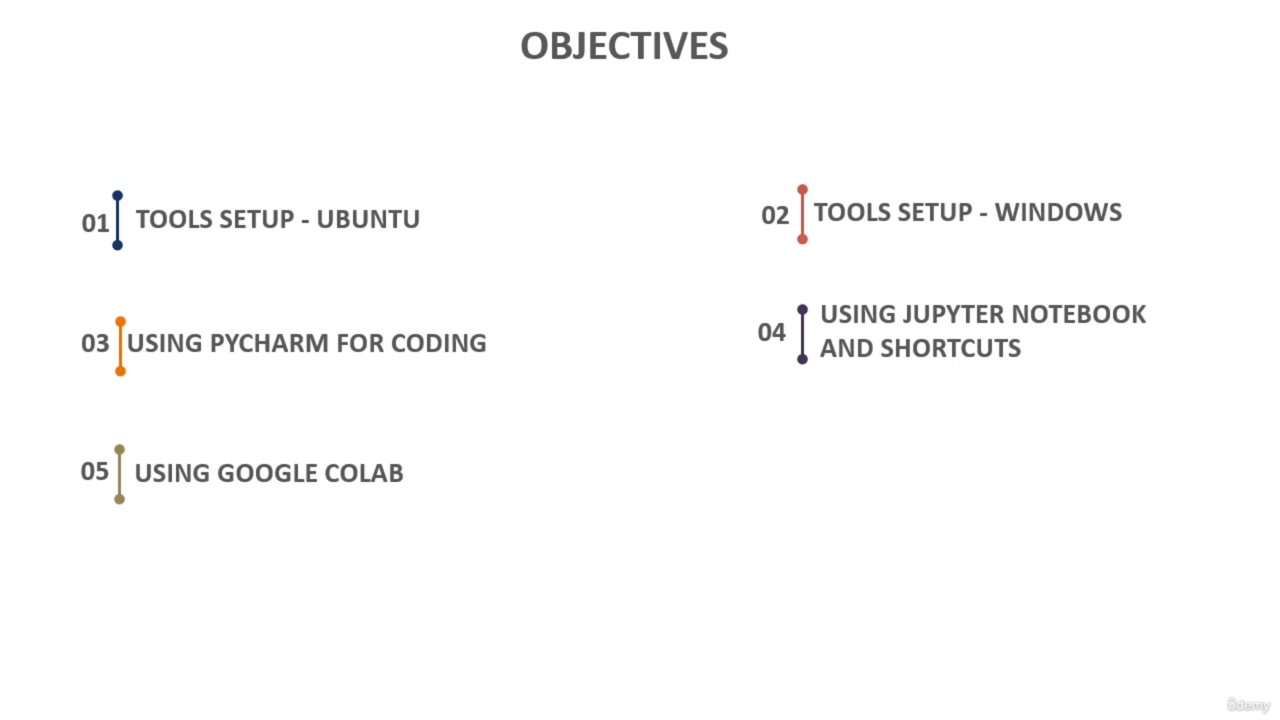 OBJECTIVES
01
TOOLS SETUP - UBUNTU
02
TOOLS SETUP - WINDOWS
03
USING PYCHARM FOR CODING
04
USING JUPYTER NOTEBOOK
AND SHORTCUTS
05
USING GOOGLE COLAB
ûdemy